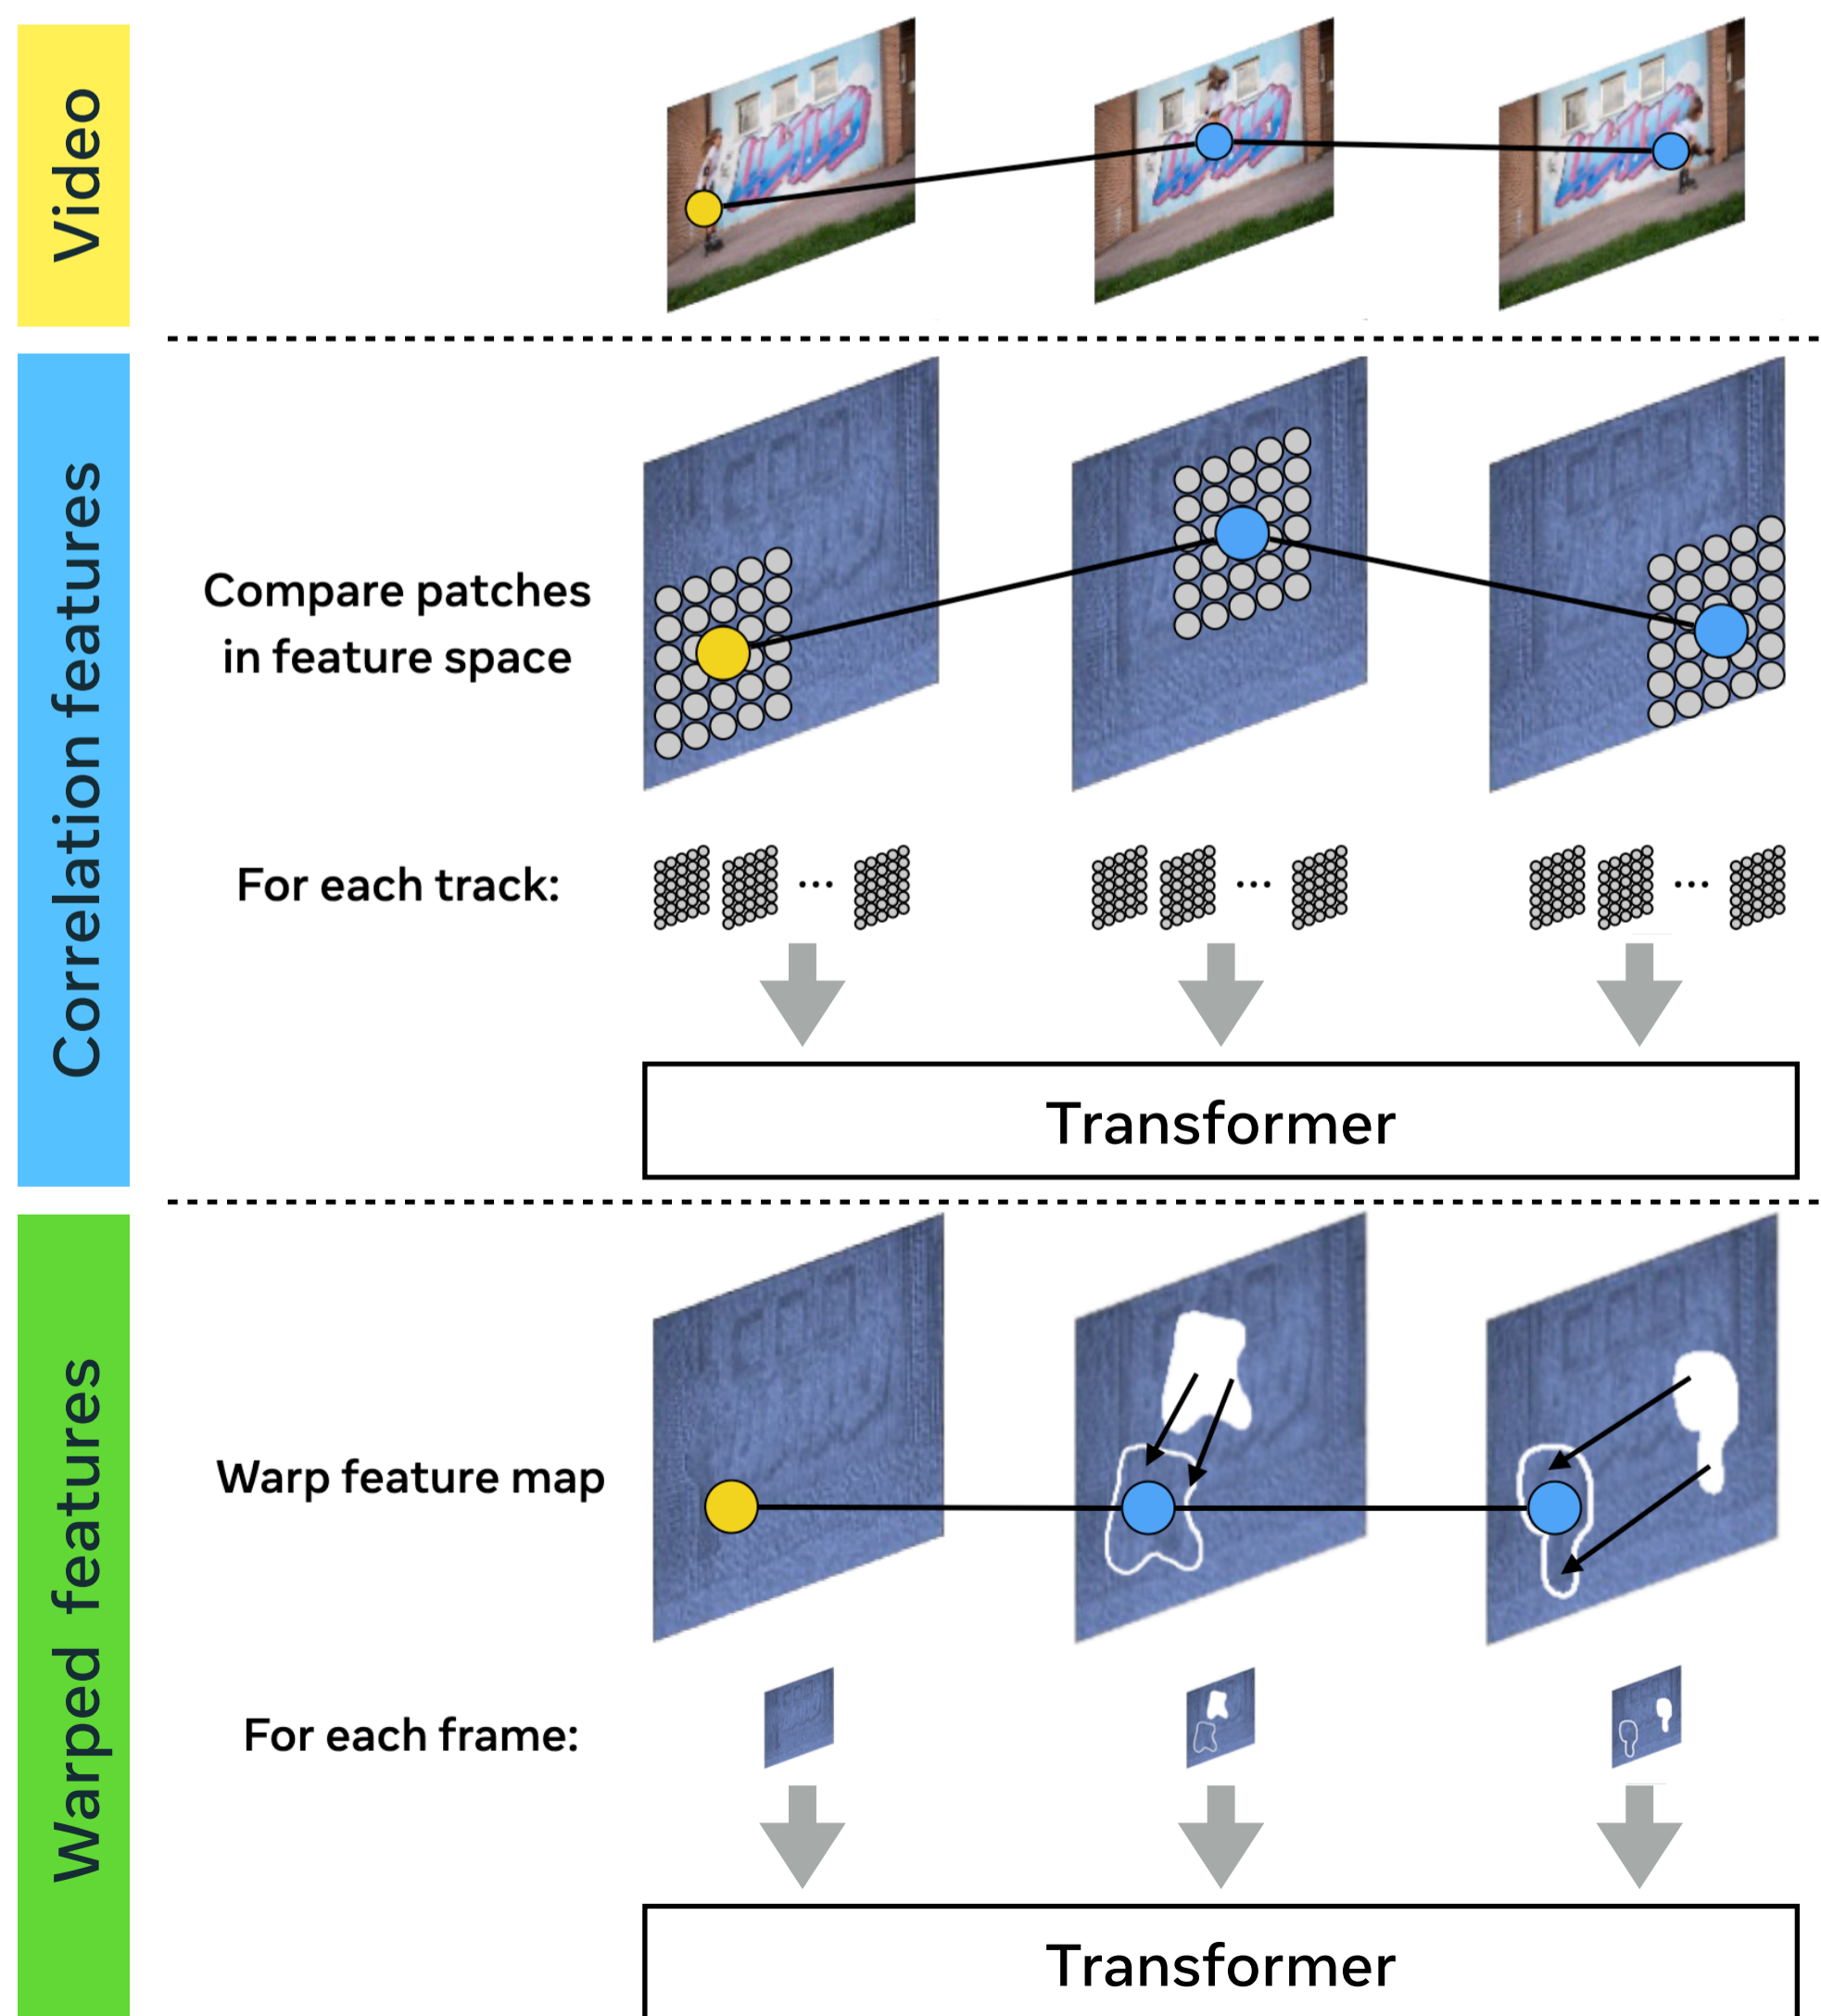 Video
Correlation features
Compare patches
in feature space
For each track:
...
...
...
Transformer
Warped features
Warp feature map
For each frame:
Transformer